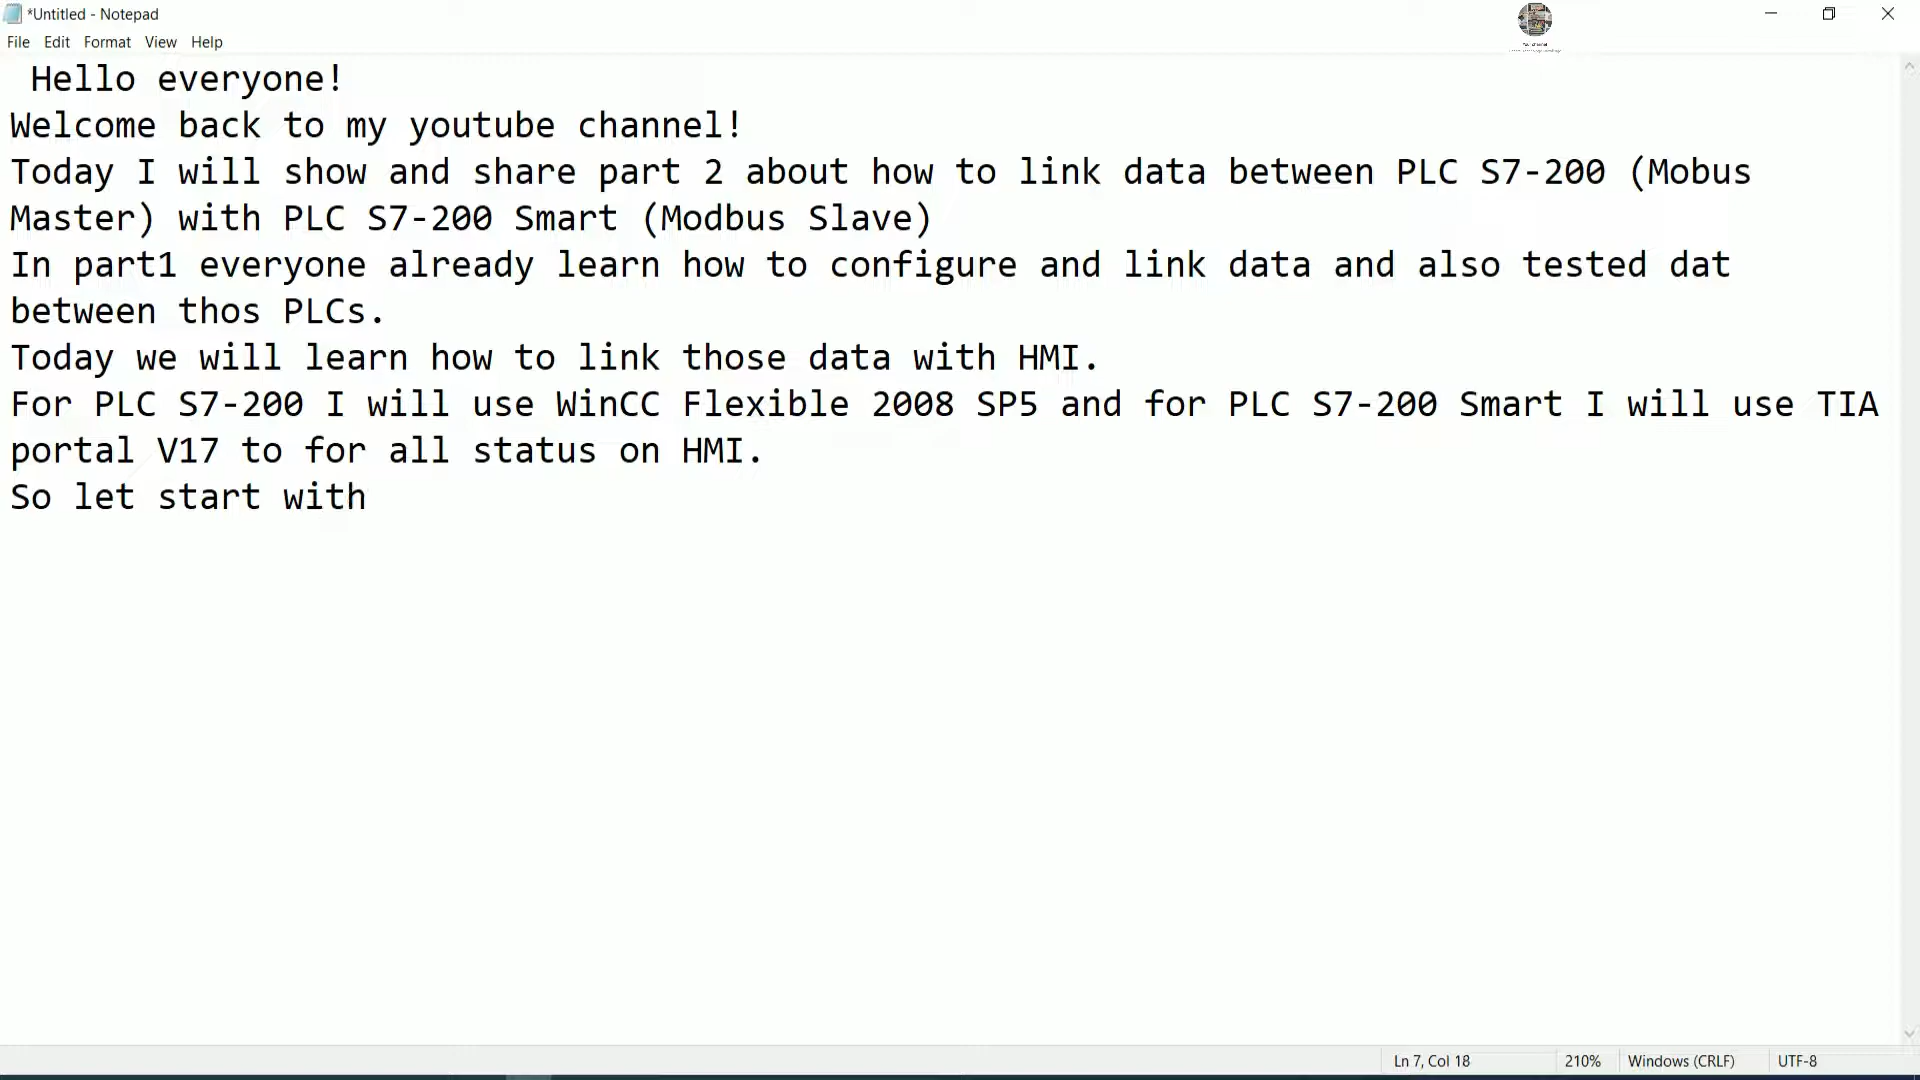 *Untitled - Notepad
File Edit Format View Help
Hello everyone!
Welcome back to my youtube channel!
Today I will show and share part 2 about how to link data between PLC S7-200 (Mobus
Master) with PLC S7-200 Smart (Modbus Slave)
In part1 everyone already learn how to configure and link data and also tested dat
between thos PLCs.
Today we will learn how to link those data with HMI.
For PLC S7-200 I will use WinCC Flexible 2008 SP5 and for PLC S7-200 Smart I will use TIA
portal V17 to for all status on HMI.
So let start with
Ln 7, Col 18 210% Windows (CRLF) UTF-8